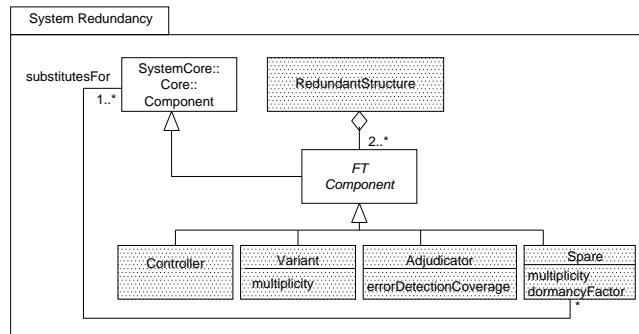 System Redundancy
substitutesFor
1..*
SystemCore::
Core::
Component
RedundantStructure
2..*
FT
Component
Controller
Variant
multiplicity
Adjudicator
errorDetectionCoverage
Spare
multiplicity
dormancyFactor
*